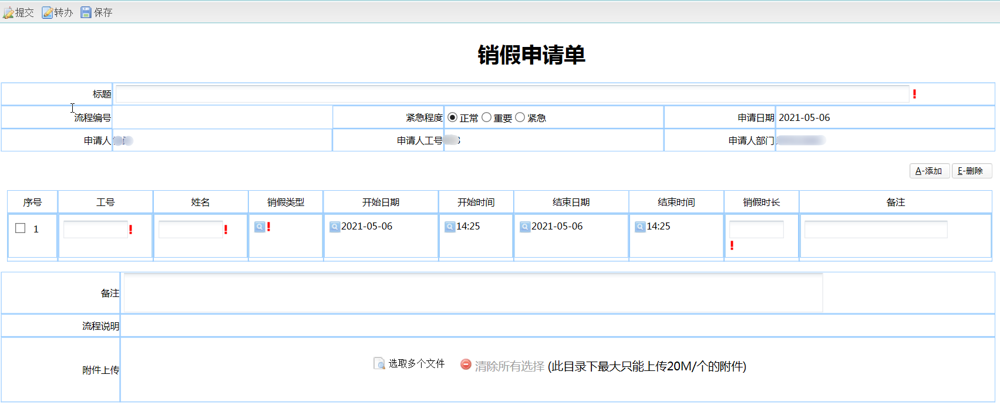 提交 转办 保存
销假申请单
标题 !
流程编号 紧急程度 正常 重要 紧急 申请日期 2021-05-06
申请人 申请人工号 申请人部门
A-添加 E-删除
序号 工号 姓名 销假类型 开始日期 开始时间 结束日期 结束时间 销假时长 备注
1 ! ! ! 2021-05-06 14:25 2021-05-06 14:25
!
备注
流程说明
附件上传 选取多个文件 清除所有选择 (此目录下最大只能上传20M/个的附件)